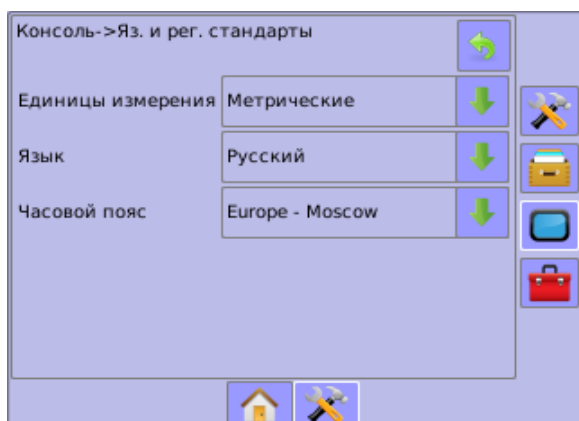 Консоль->Яз. и рег. стандарты
Единицы измерения Метрические
Язык Русский
Часовой пояс Europe - Moscow